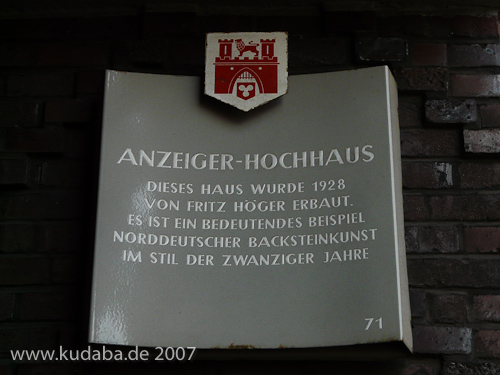 ANZEIGER-HOCHHAUS
DIESES HAUS WURDE 1928
VON FRITZ HÖGER ERBAUT.
ES IST EIN BEDEUTENDES BEISPIEL
NORDDEUTSCHER BACKSTEINKUNST
IM STIL DER ZWANZIGER JAHRE
71
www.kudaba.de 2007